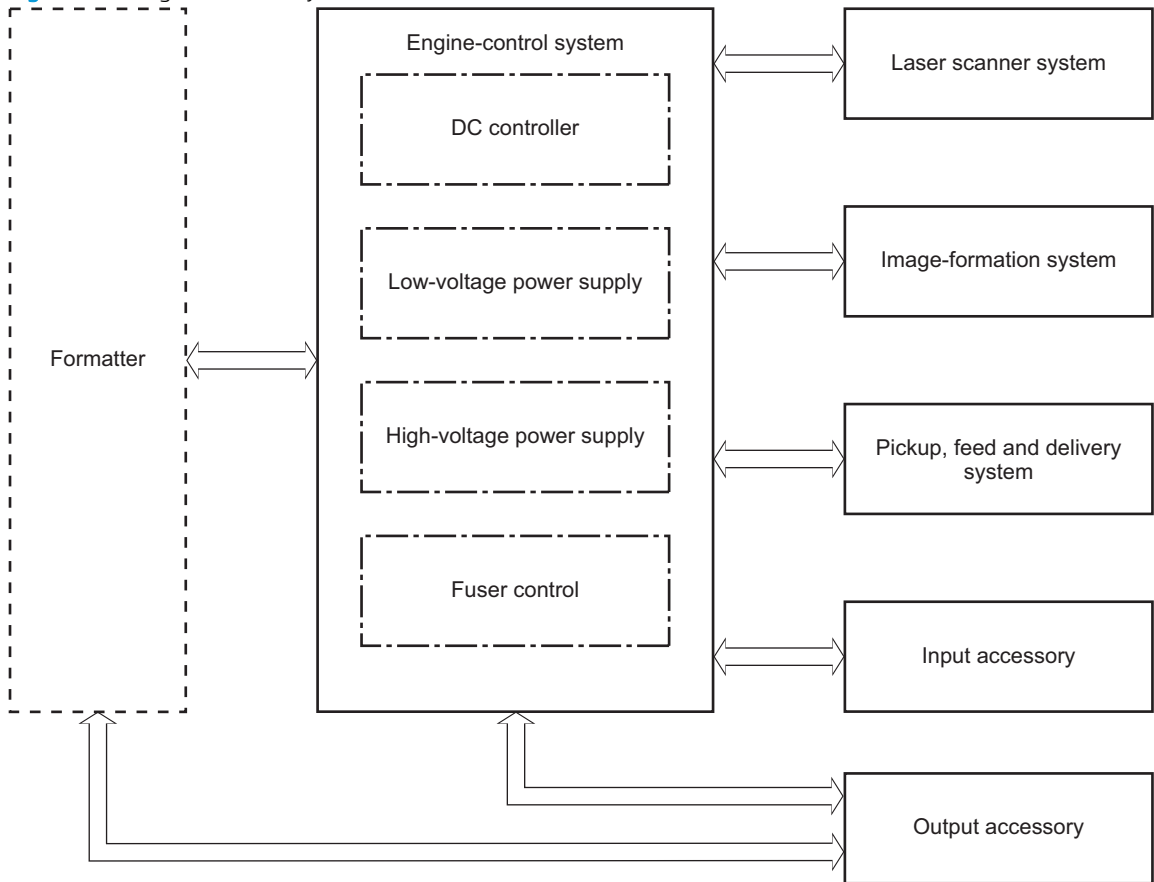 Engine-control system
DC controller
Low-voltage power supply
High-voltage power supply
Fuser control
Formatter
Laser scanner system
Image-formation system
Pickup, feed and delivery
system
Input accessory
Output accessory